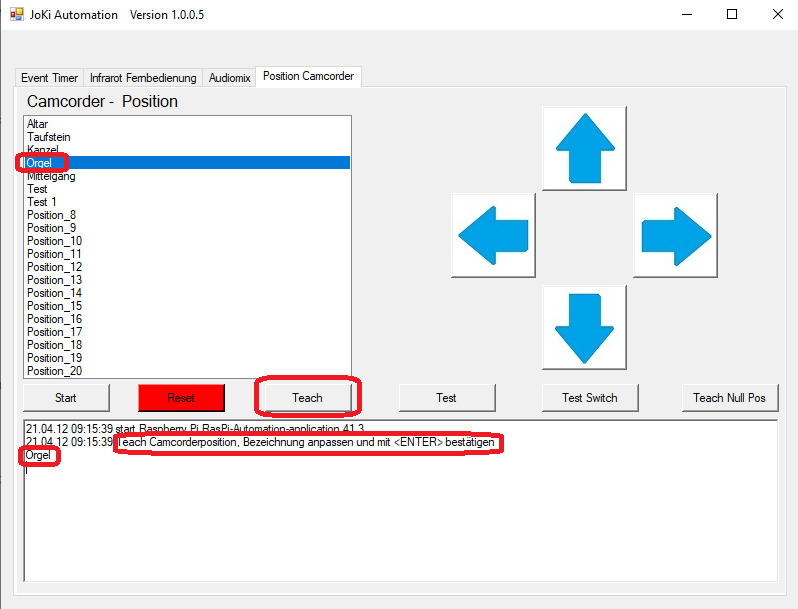 JoKi Automation Version 1.0.0.5
Event Timer Infrarot Fernbedienung Audiomix Position Camcorder
Camcorder - Position
Altar
Taufstein
Kanzel
Orgel
Mittelgang
Test
Test 1
Position_8
Position_9
Position_10
Position_11
Position_12
Position_13
Position_14
Position_15
Position_16
Position_17
Position_18
Position_19
Position_20
Start Reset Teach Test Test Switch Teach Null Pos
21.04.12 09:15:39 start Raspberry Pi RasPi-Automation-application 4.1.3
21.04.12 09:15:39 Teach Camcorderposition, Bezeichnung anpassen und mit <ENTER> bestätigen
Orgel